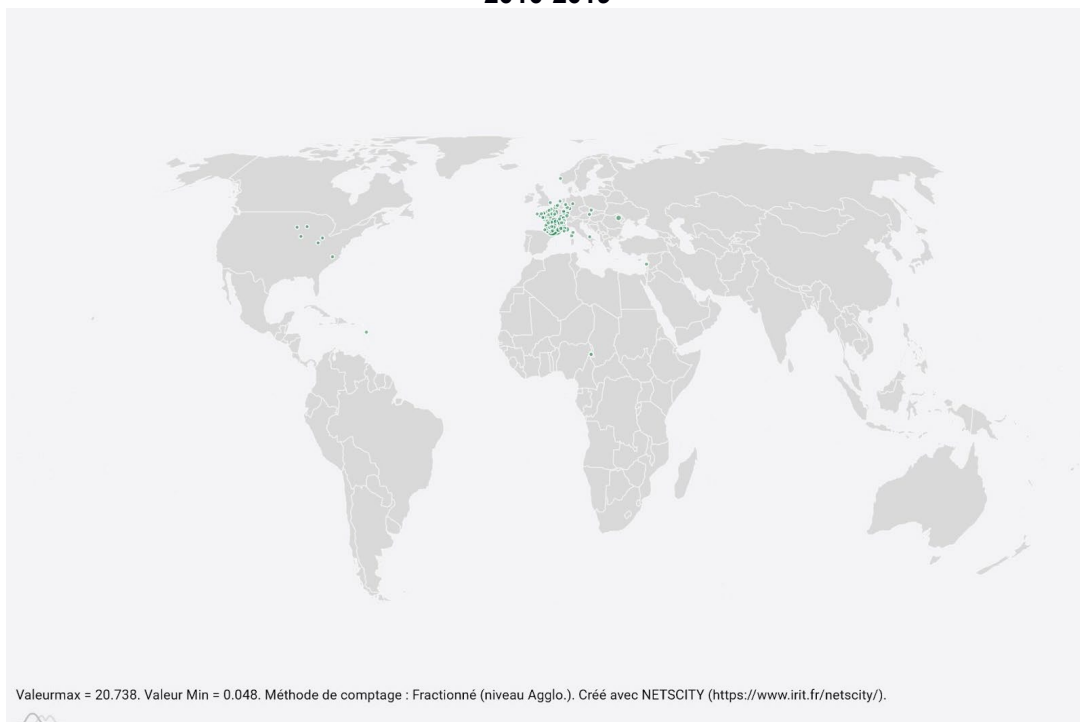 Valeurmax = 20.738. Valeur Min = 0.048. Méthode de comptage : Fractionné (niveau Agglo.). Créé avec NETSCITY (https://www.irit.fr/netscity/).